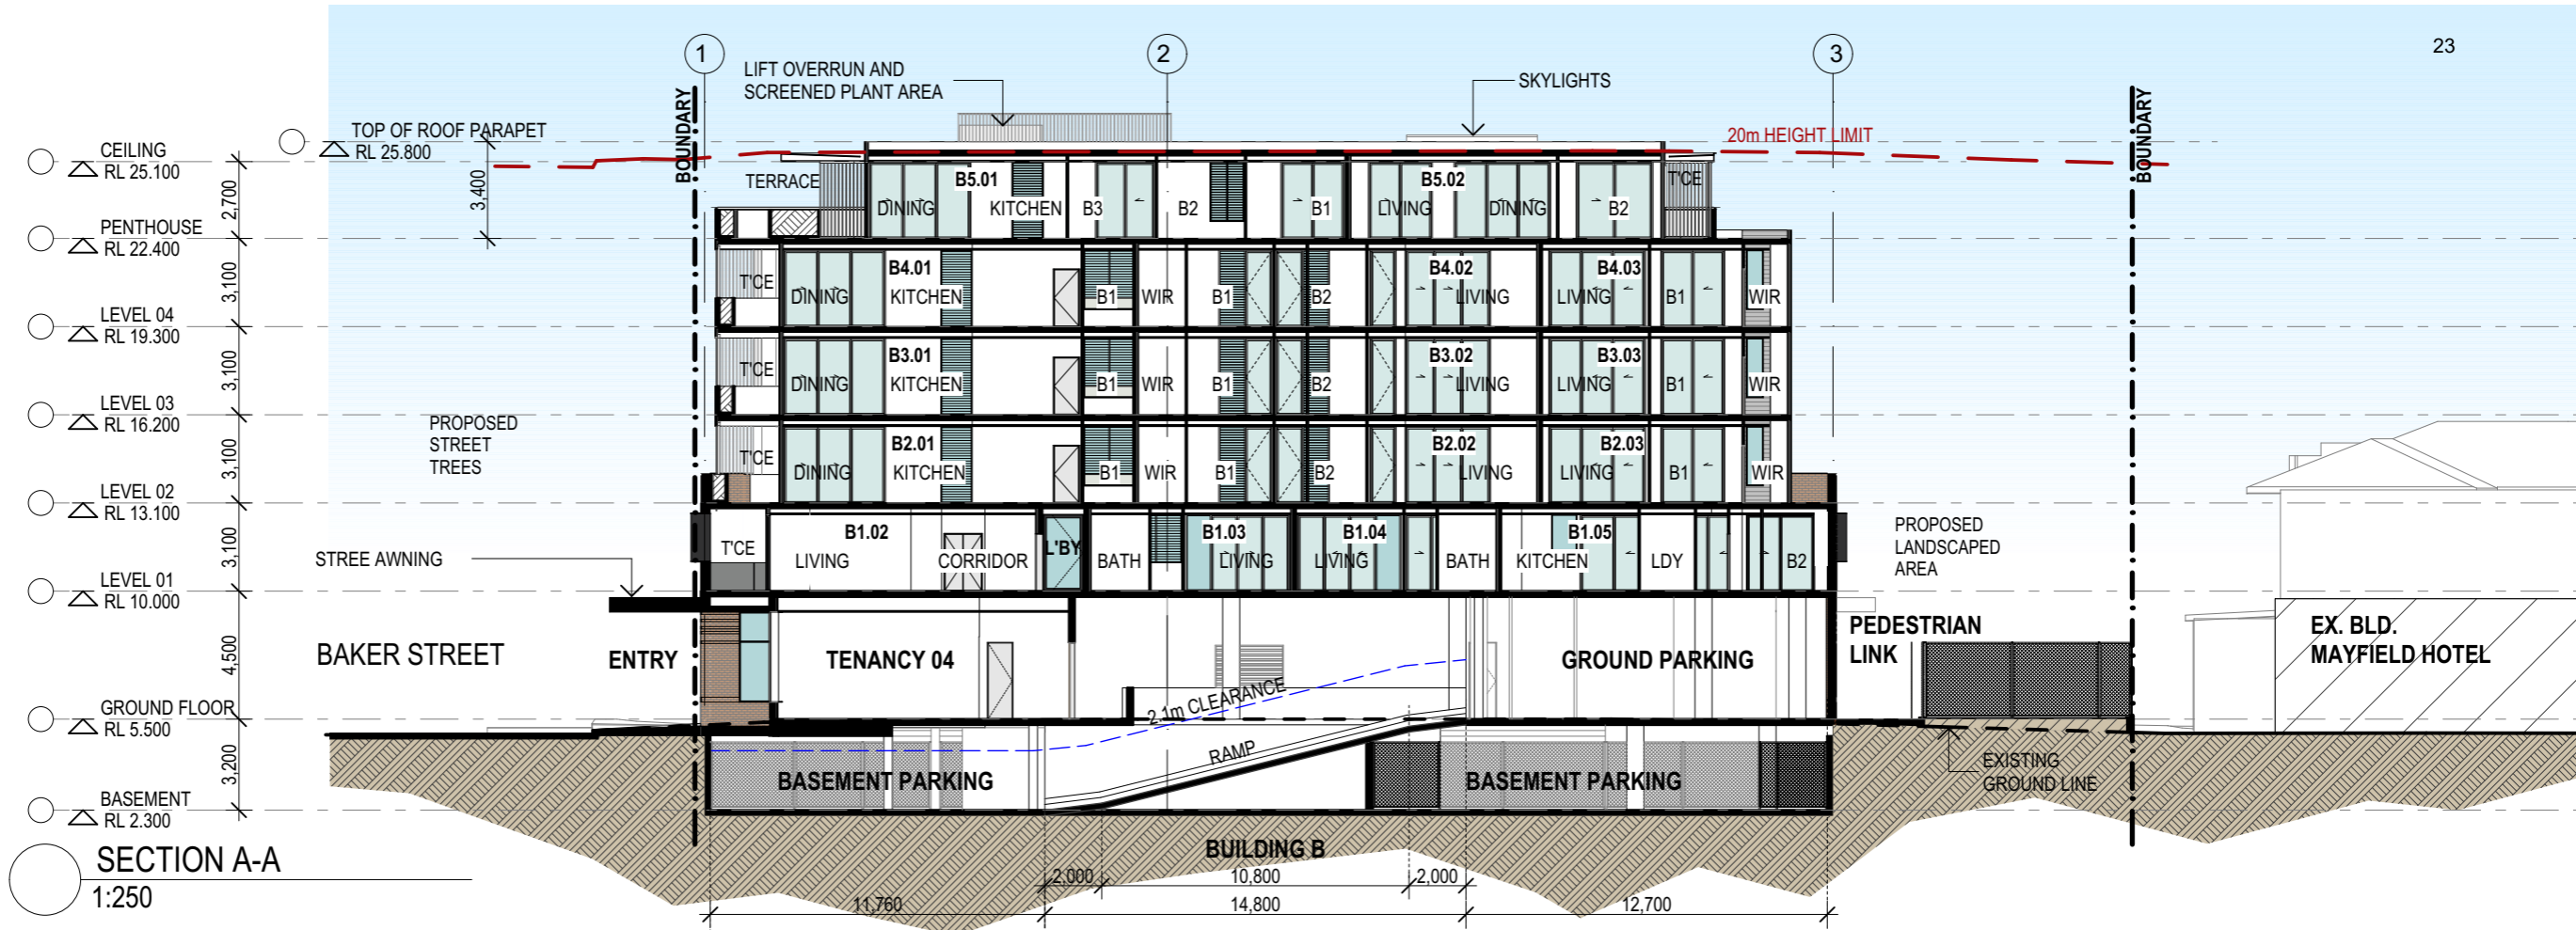 23
1
2
3
LIFT OVERRUN AND
SCREENED PLANT AREA
SKYLIGHTS
BOUNDARY
BOUNDARY
20m HEIGHT LIMIT
TOP OF ROOF PARAPET
RL 25.800
CEILING
RL 25.100
2,700
3,400
PENTHOUSE
RL 22.400
3,100
LEVEL 04
RL 19.300
3,100
LEVEL 03
RL 16.200
3,100
LEVEL 02
RL 13.100
3,100
LEVEL 01
RL 10.000
4,500
GROUND FLOOR
RL 5.500
3,200
BASEMENT
RL 2.300
TERRACE
B5.01
DINING
KITCHEN
B3
B2
B1
B5.02
LIVING
DINING
B2
T'CE
T'CE
B4.01
DINING
KITCHEN
B1
WIR
B1
B2
B4.02
LIVING
B4.03
LIVING
B1
WIR
T'CE
B3.01
DINING
KITCHEN
B1
WIR
B1
B2
B3.02
LIVING
B3.03
LIVING
B1
WIR
PROPOSED
STREET
TREES
T'CE
B2.01
DINING
KITCHEN
B1
WIR
B1
B2
B2.02
LIVING
B2.03
LIVING
B1
WIR
STREE AWNING
T'CE
B1.02
LIVING
CORRIDOR
L'BY
BATH
B1.03
LIVING
B1.04
LIVING
BATH
B1.05
KITCHEN
LDY
B2
PROPOSED
LANDSCAPED
AREA
BAKER STREET
ENTRY
TENANCY 04
GROUND PARKING
PEDESTRIAN
LINK
EX. BLD.
MAYFIELD HOTEL
2.1m CLEARANCE
RAMP
BASEMENT PARKING
BASEMENT PARKING
EXISTING
GROUND LINE
BUILDING B
2,000
10,800
2,000
11,760
14,800
12,700
SECTION A-A
1:250